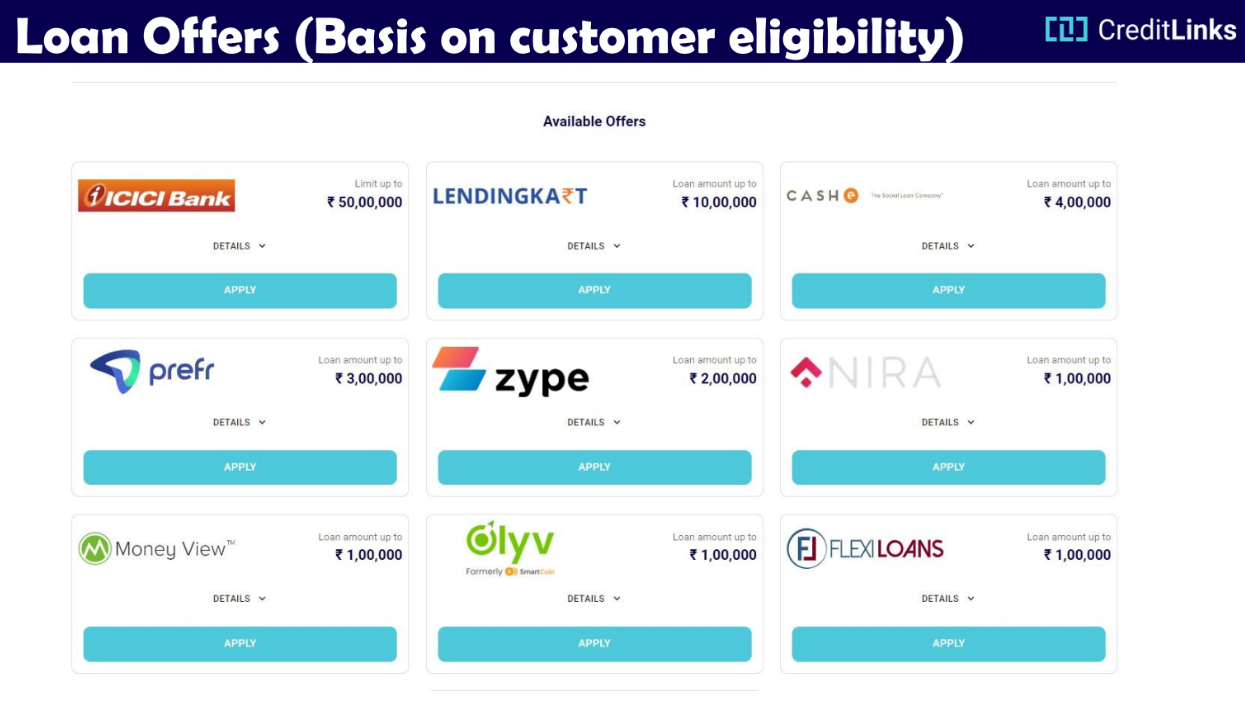 Loan Offers (Basis on customer eligibility)
CreditLinks
Available Offers
ICICI Bank
Limit up to
₹ 50,00,000
DETAILS
APPLY
LENDINGKA₹T
Loan amount up to
₹ 10,00,000
DETAILS
APPLY
CASHe
The Social Loan Company™
Loan amount up to
₹ 4,00,000
DETAILS
APPLY
prefr
Loan amount up to
₹ 3,00,000
DETAILS
APPLY
zype
Loan amount up to
₹ 2,00,000
DETAILS
APPLY
NIRA
Loan amount up to
₹ 1,00,000
DETAILS
APPLY
Money View™
Loan amount up to
₹ 1,00,000
DETAILS
APPLY
Olyv
Formerly SmartCoin
Loan amount up to
₹ 1,00,000
DETAILS
APPLY
FLEXILOANS
Loan amount up to
₹ 1,00,000
DETAILS
APPLY